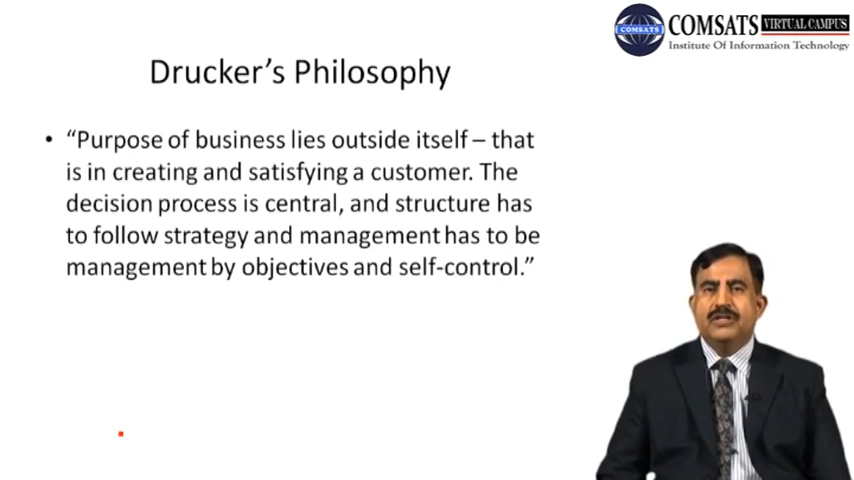 COMSATS VIRTUAL CAMPUS
COMSATS
Institute Of Information Technology
Drucker's Philosophy
• “Purpose of business lies outside itself – that
is in creating and satisfying a customer. The
decision process is central, and structure has
to follow strategy and management has to be
management by objectives and self-control.”